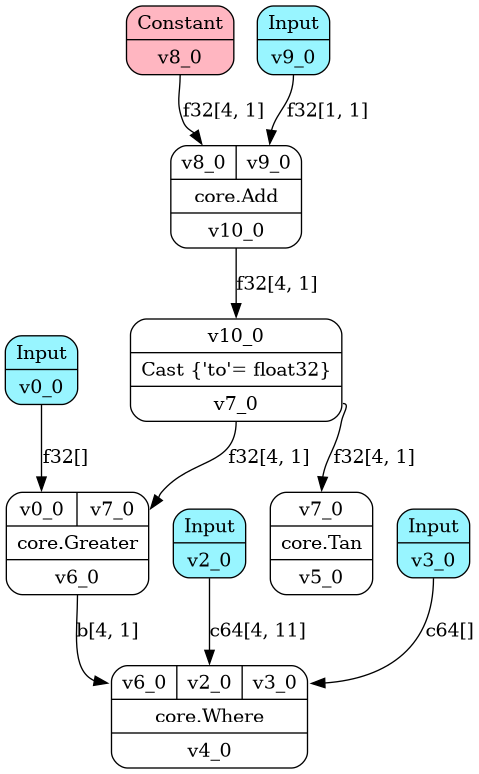 Constant
v8_0
Input
v9_0
f32[4, 1]
f32[1, 1]
v8_0
v9_0
core.Add
v10_0
f32[4, 1]
v10_0
Cast {'to'= float32}
v7_0
Input
v0_0
f32[]
f32[4, 1]
f32[4, 1]
v0_0
v7_0
core.Greater
v6_0
Input
v2_0
v7_0
core.Tan
v5_0
Input
v3_0
b[4, 1]
c64[4, 11]
c64[]
v6_0
v2_0
v3_0
core.Where
v4_0